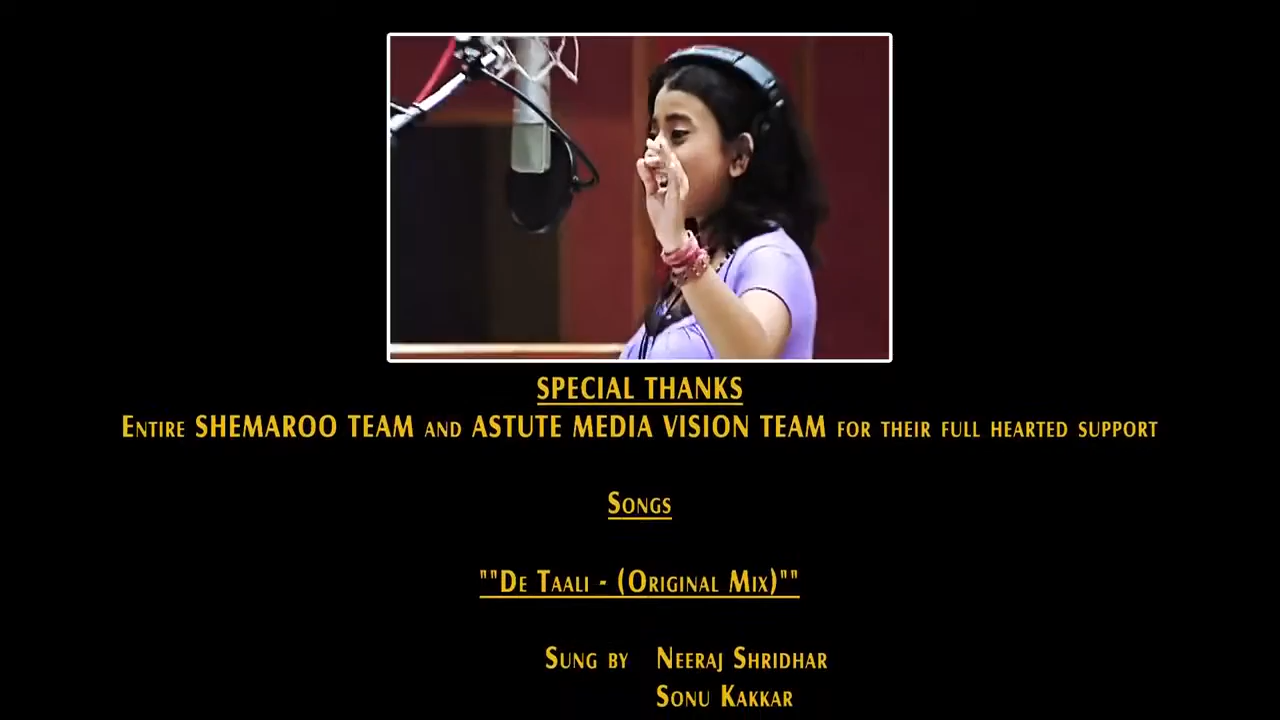 SPECIAL THANKS
ENTIRE SHEMAROO TEAM AND ASTUTE MEDIA VISION TEAM FOR THEIR FULL HEARTED SUPPORT
SONGS
""DE TAALI - (ORIGINAL MIX)""
SUNG BY NEERAJ SHRIDHAR
SONU KAKKAR